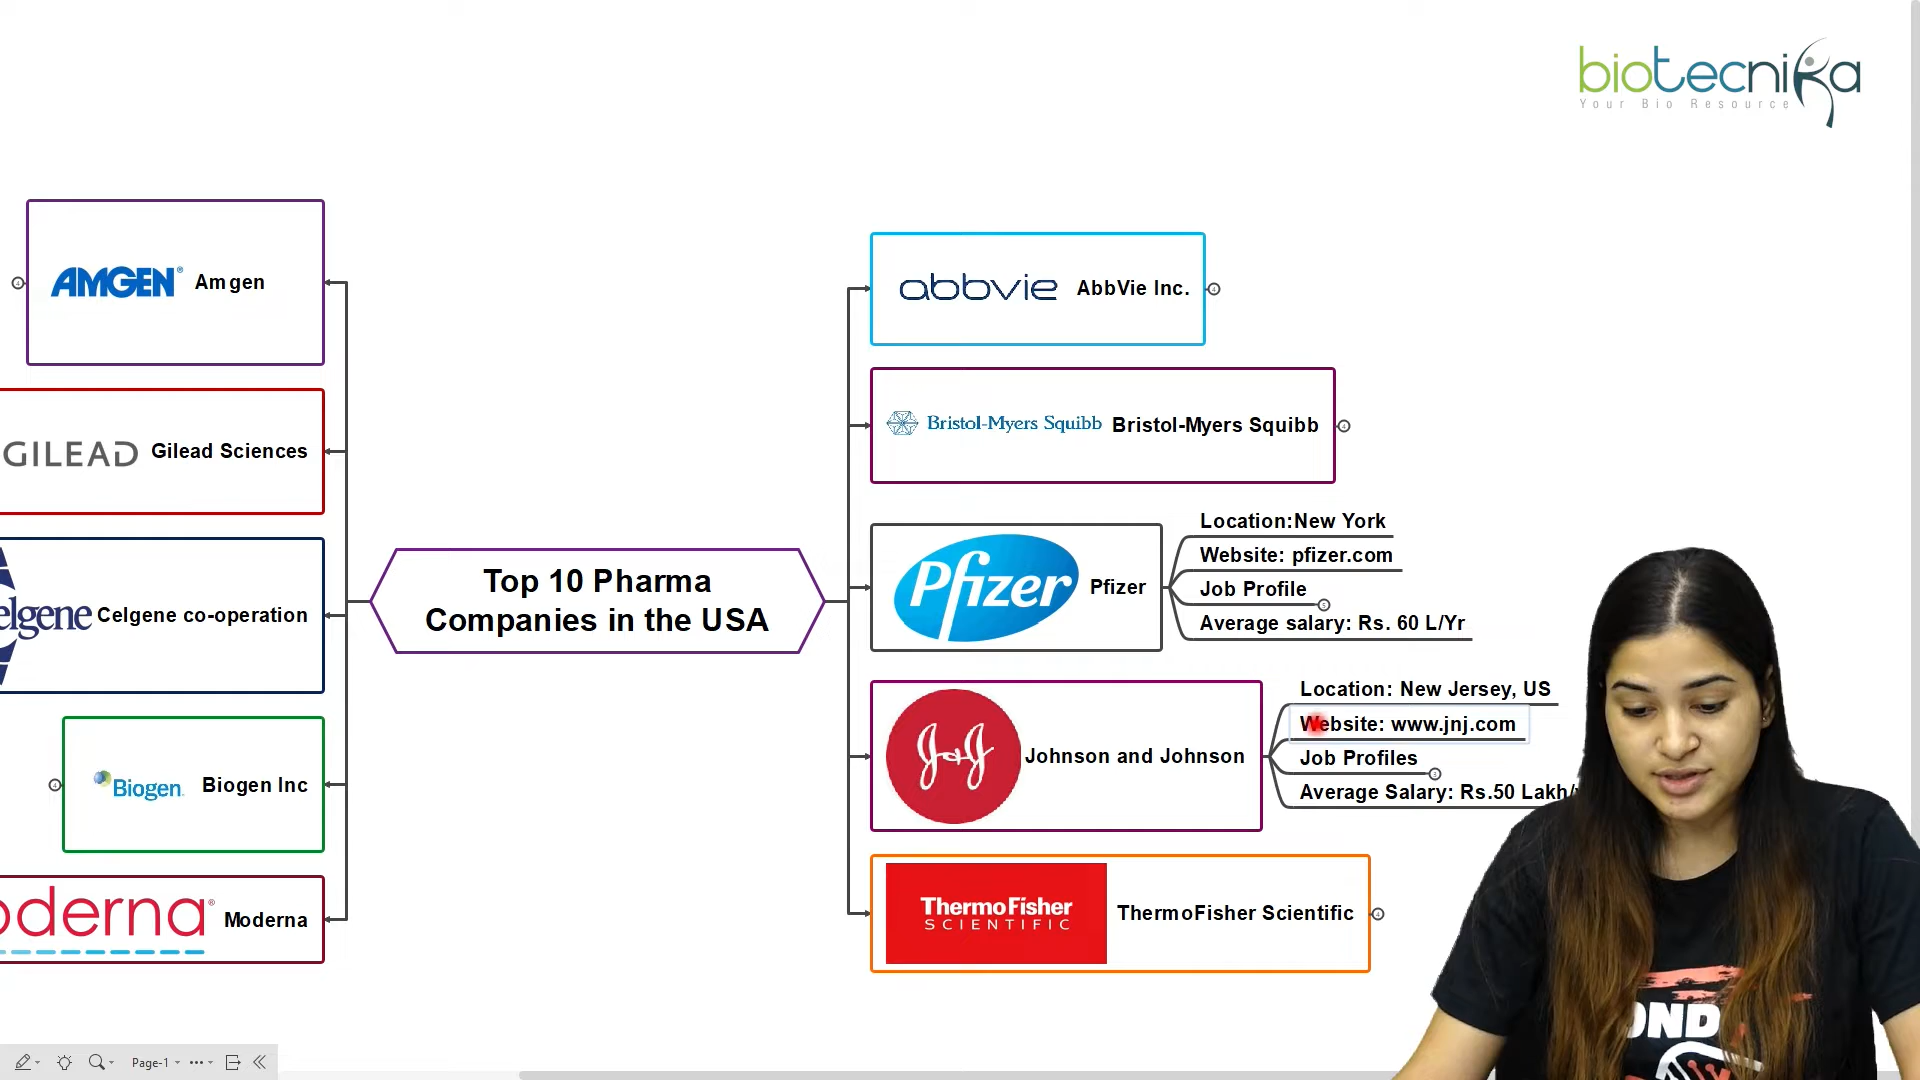 biotecnika
Your Bio Resource
AMGEN® Amgen
GILEAD Gilead Sciences
elgene Celgene co-operation
Biogen Biogen Inc
oderna® Moderna
Top 10 Pharma
Companies in the USA
abbvie AbbVie Inc.
Bristol-Myers Squibb Bristol-Myers Squibb
Pfizer Pfizer
Location:New York
Website: pfizer.com
Job Profile
Average salary: Rs. 60 L/Yr
J&J Johnson and Johnson
Location: New Jersey, US
Website: www.jnj.com
Job Profiles
Average Salary: Rs.50 Lakh/
ThermoFisher
SCIENTIFIC
ThermoFisher Scientific
OND
Page-1